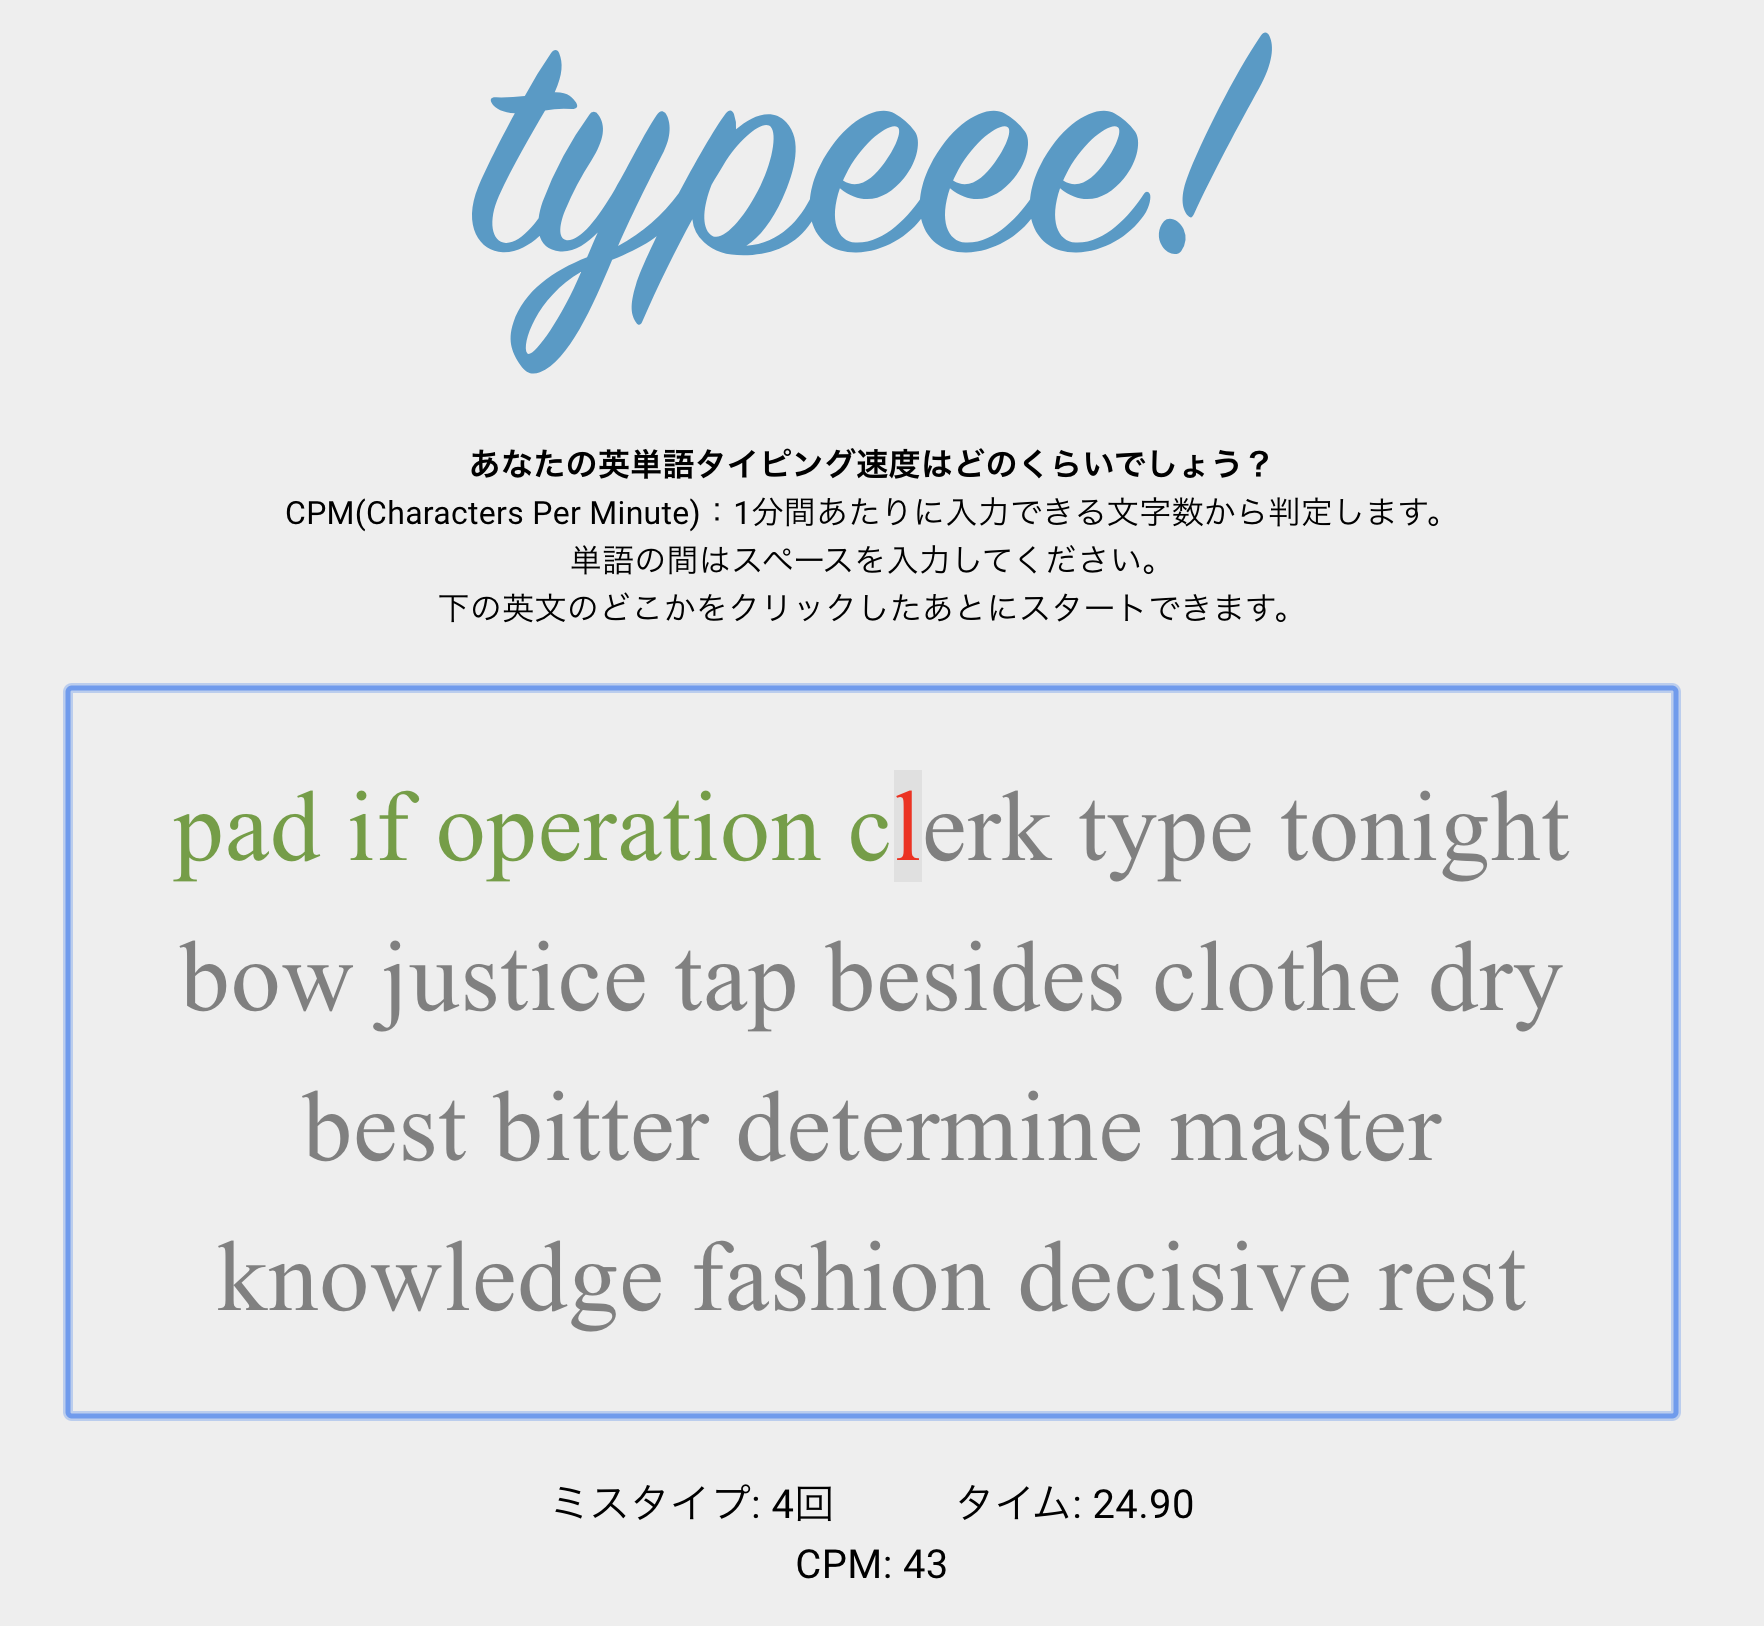 typeee!
あなたの英単語タイピング速度はどのくらいでしょう？
CPM(Characters Per Minute)：1分間あたりに入力できる文字数から判定します。
単語の間はスペースを入力してください。
下の英文のどこかをクリックしたあとにスタートできます。
pad if operation clerk type tonight
bow justice tap besides clothe dry
best bitter determine master
knowledge fashion decisive rest
ミスタイプ: 4回 タイム: 24.90
CPM: 43